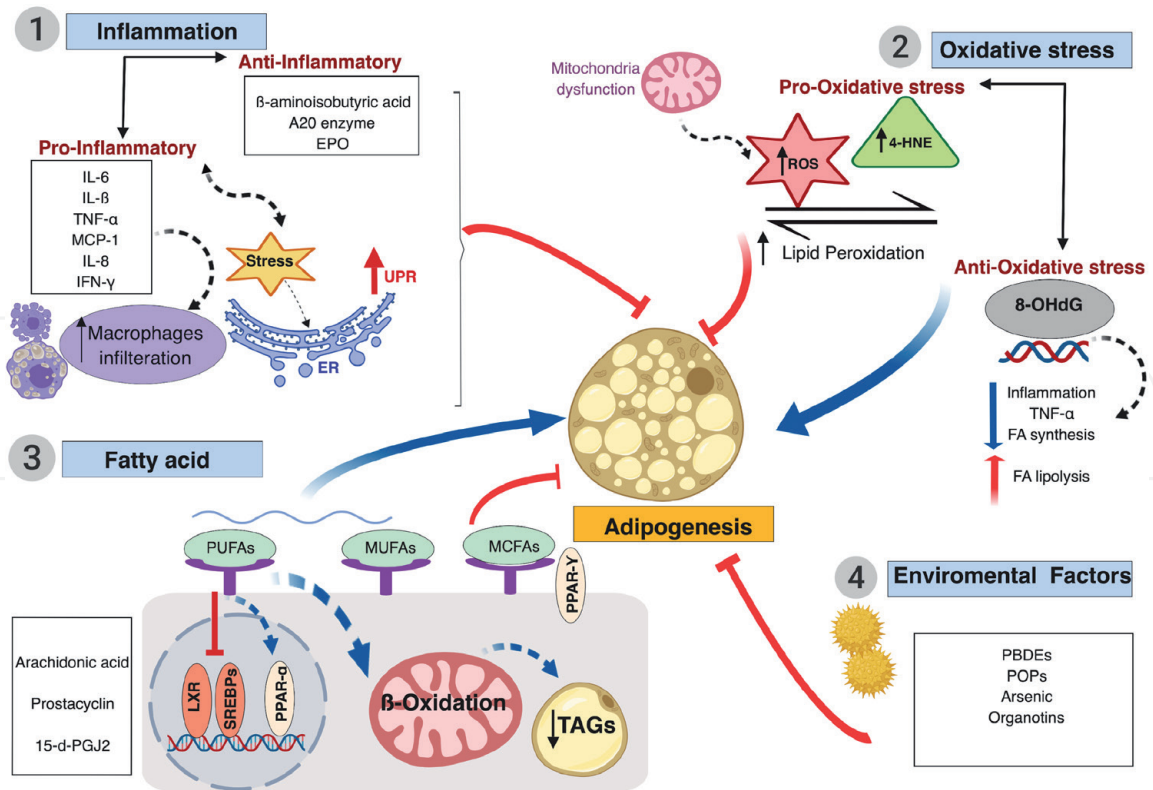 1
Inflammation
Anti-Inflammatory
ß-aminoisobutyric acid
A20 enzyme
EPO
Pro-Inflammatory
IL-6
IL-ß
TNF-α
MCP-1
IL-8
IFN-γ
Stress
UPR
ER
Macrophages
infilteration
2
Oxidative stress
Mitochondria
dysfunction
Pro-Oxidative stress
ROS
4-HNE
Lipid Peroxidation
Anti-Oxidative stress
8-OHdG
Inflammation
TNF-α
FA synthesis
FA lipolysis
3
Fatty acid
Adipogenesis
PUFAs
MUFAs
MCFAs
PPAR-Y
Arachidonic acid
Prostacyclin
15-d-PGJ2
LXR
SREBPs
PPAR-α
ß-Oxidation
TAGs
4
Enviromental Factors
PBDEs
POPs
Arsenic
Organotins